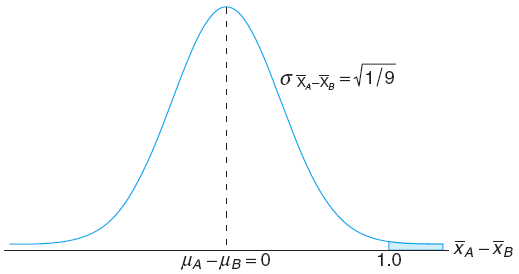 σ X̅A–X̅B = √1/9
μA – μB = 0
1.0
x̅A – x̅B